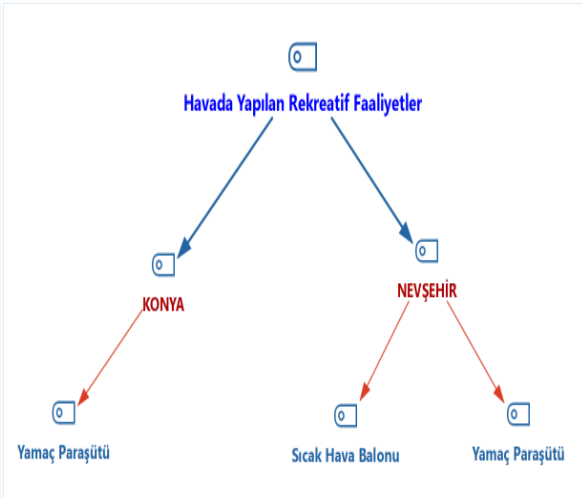 Havada Yapılan Rekreatif Faaliyetler
KONYA
NEVŞEHİR
Yamaç Paraşütü
Sıcak Hava Balonu
Yamaç Paraşütü